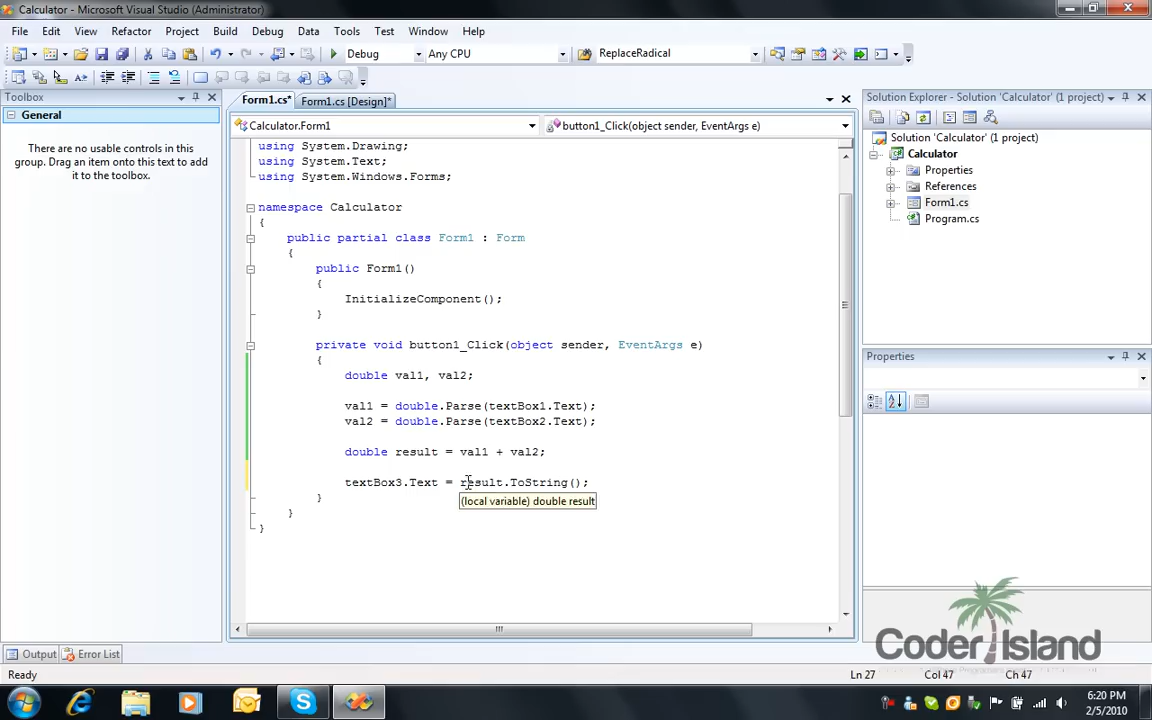 Calculator - Microsoft Visual Studio (Administrator)
File Edit View Refactor Project Build Debug Data Tools Test Window Help
Debug Any CPU ReplaceRadical
Toolbox
General
There are no usable controls in this
group. Drag an item onto this text to add
it to the toolbox.
Form1.cs* Form1.cs [Design]*
Calculator.Form1 button1_Click(object sender, EventArgs e)
using System.Drawing;
using System.Text;
using System.Windows.Forms;
namespace Calculator
{
public partial class Form1 : Form
{
public Form1()
{
InitializeComponent();
}
private void button1_Click(object sender, EventArgs e)
{
double val1, val2;
val1 = double.Parse(textBox1.Text);
val2 = double.Parse(textBox2.Text);
double result = val1 + val2;
textBox3.Text = result.ToString();
(local variable) double result
}
}
}
Solution Explorer - Solution 'Calculator' (1 project)
Solution 'Calculator' (1 project)
Calculator
Properties
References
Form1.cs
Program.cs
Properties
Coder Island
Output Error List
Ready Ln 27 Col 47 Ch 47
6:20 PM
2/5/2010